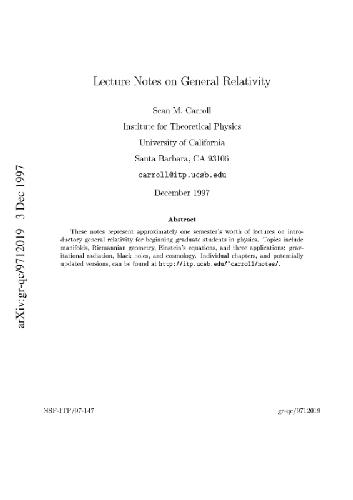 Lecture Notes on General Relativity
Sean M. Carroll
Institute for Theoretical Physics
University of California
Santa Barbara, CA 93106
carroll@itp.ucsb.edu
December 1997
Abstract
These notes represent approximately one semester's worth of lectures on intro-
ductory general relativity for beginning graduate students in physics. Topics include
manifolds, Riemannian geometry, Einstein's equations, and three applications: grav-
itational radiation, black holes, and cosmology. Individual chapters, and potentially
updated versions, can be found at http://itp.ucsb.edu/~carroll/notes/.
arXiv:gr-qc/9712019 3 Dec 1997
NSF-ITP/97-147
gr-qc/9712019